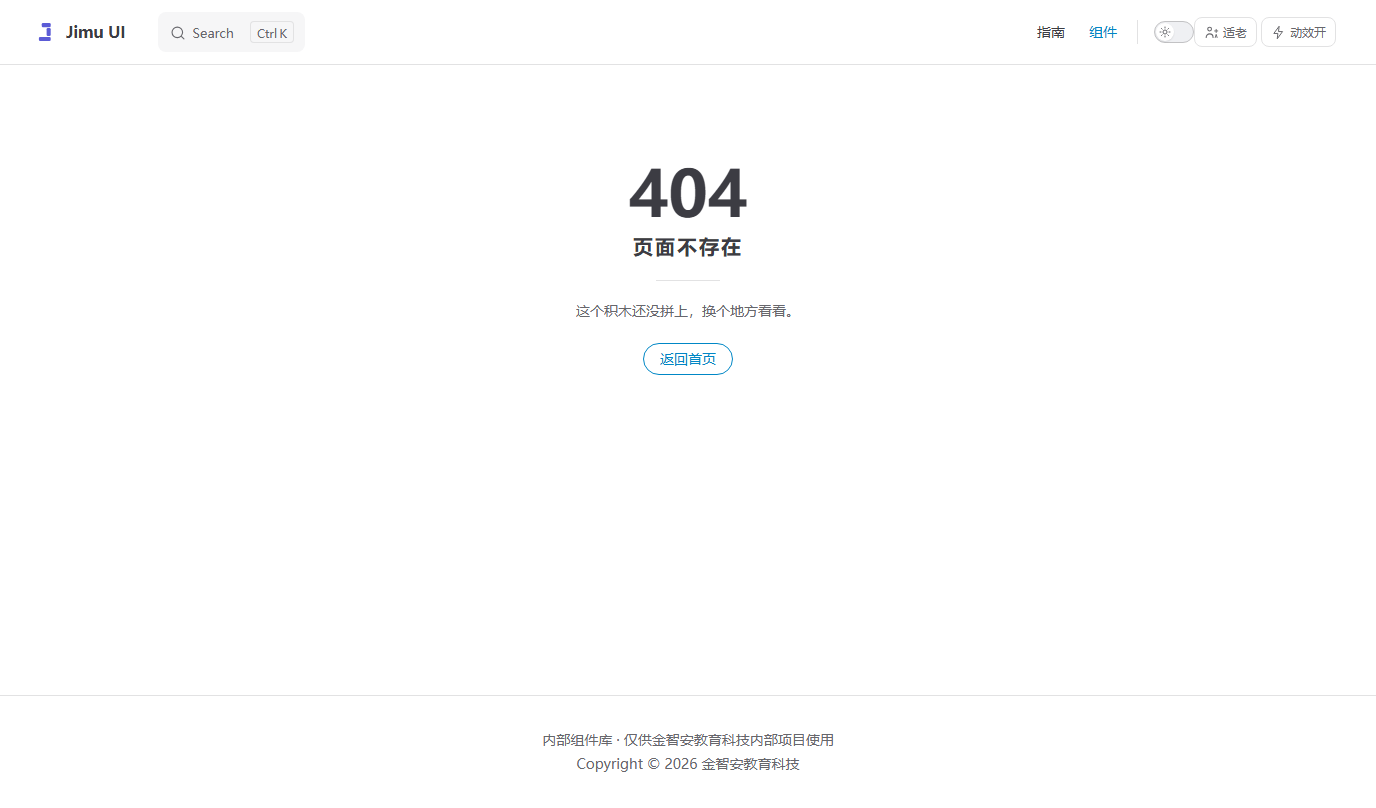 Jimu UI
Search Ctrl K
指南 组件 适老 动效开
404
页面不存在
这个积木还没拼上，换个地方看看。
返回首页
内部组件库 · 仅供金智安教育科技内部项目使用
Copyright © 2026 金智安教育科技